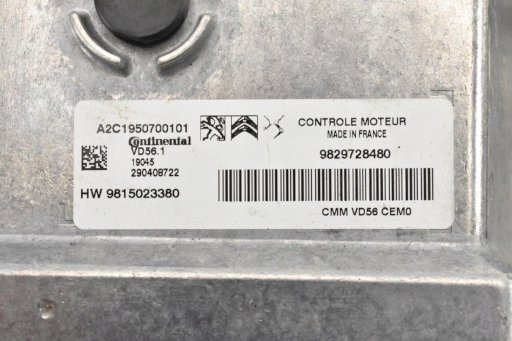 A2C1950700101
Continental
VD56.1
19045
290408722
HW 9815023380
CONTROLE MOTEUR
MADE IN FRANCE
9829728480
CMM VD56 CEM0